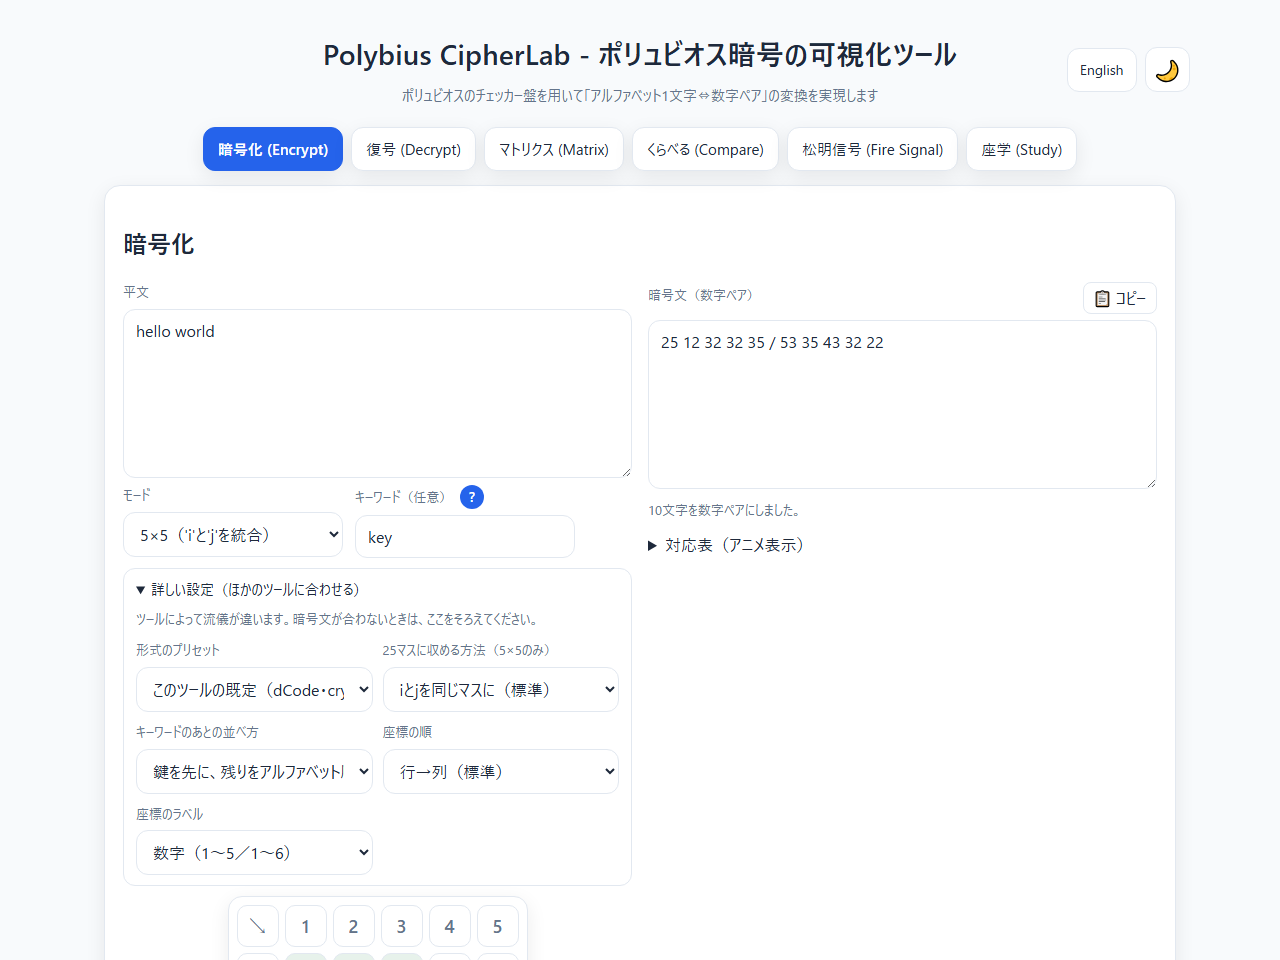 Polybius CipherLab - ポリュビオス暗号の可視化ツール
English
ポリュビオスのチェッカー盤を用いて「アルファベット1文字⇔数字ペア」の変換を実現します
暗号化 (Encrypt)
復号 (Decrypt)
マトリクス (Matrix)
くらべる (Compare)
松明信号 (Fire Signal)
座学 (Study)
暗号化
平文
hello world
モード
キーワード（任意） ?
5×5（'i'と'j'を統合）
key
▼ 詳しい設定（ほかのツールに合わせる）
ツールによって流儀が違います。暗号文が合わないときは、ここをそろえてください。
形式のプリセット
25マスに収める方法（5×5のみ）
このツールの既定（dCode・cry
iとjを同じマスに（標準）
キーワードのあとの並べ方
座標の順
鍵を先に、残りをアルファベット
行→列（標準）
座標のラベル
数字（1〜5／1〜6）
↘ 1 2 3 4 5
暗号文（数字ペア）
コピー
25 12 32 32 35 / 53 35 43 32 22
10文字を数字ペアにしました。
▶ 対応表（アニメ表示）